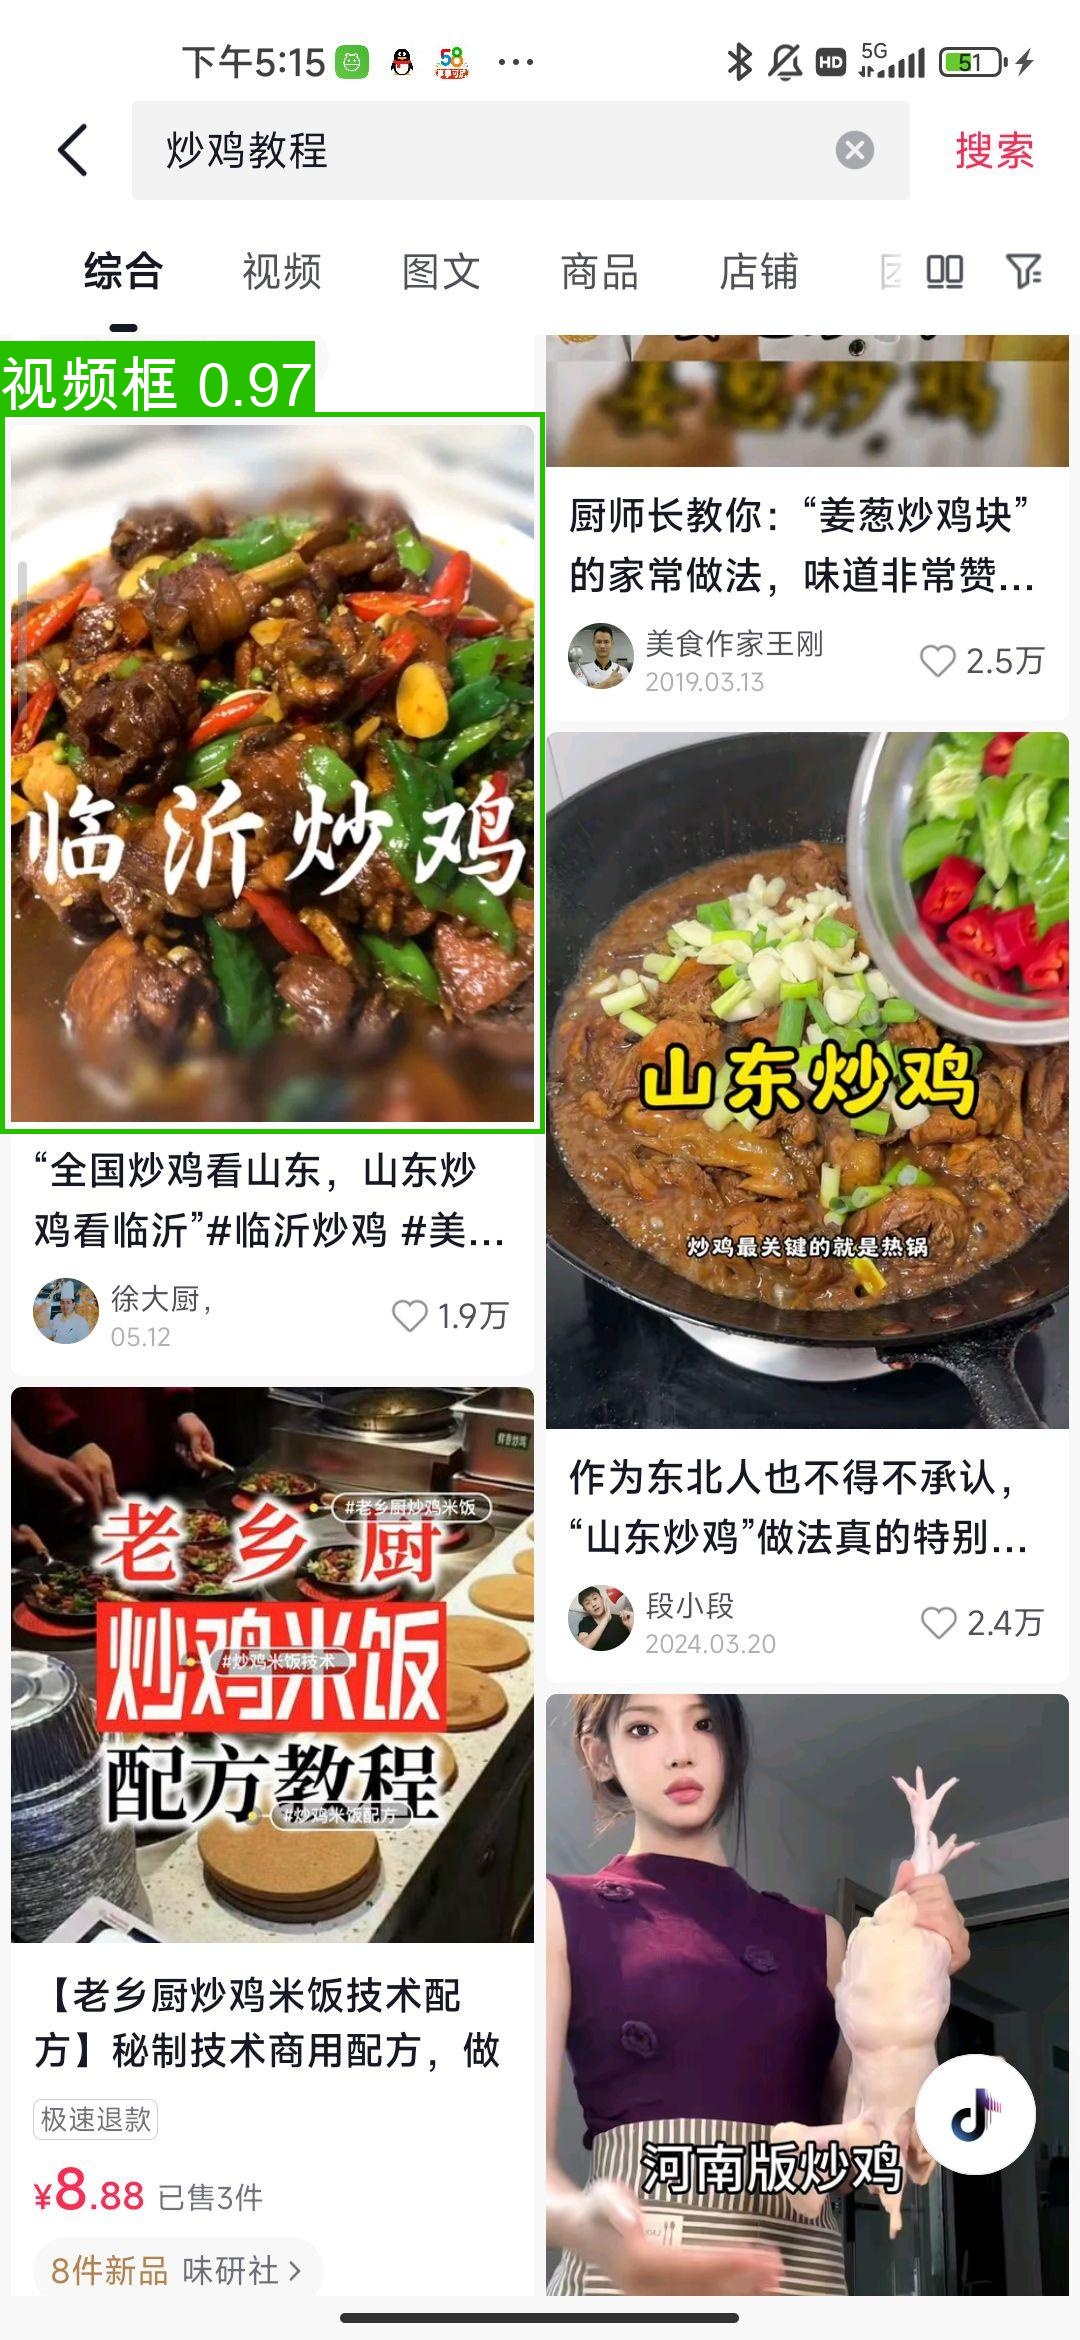 下午5:15
58
...
HD
5G
51
炒鸡教程
搜索
综合
视频
图文
商品
店铺
视频框 0.97
临沂炒鸡
“全国炒鸡看山东，山东炒
鸡看临沂”#临沂炒鸡 #美...
徐大厨，
05.12
1.9万
#老乡厨炒鸡米饭
老乡厨
炒鸡米饭
#炒鸡米饭技术
配方教程
#炒鸡米饭配方
【老乡厨炒鸡米饭技术配
方】秘制技术商用配方，做
极速退款
¥8.88 已售3件
8件新品 味研社
姜葱炒鸡
厨师长教你：“姜葱炒鸡块”
的家常做法，味道非常赞...
美食作家王刚
2019.03.13
2.5万
山东炒鸡
炒鸡最关键的就是热锅
作为东北人也不得不承认，
“山东炒鸡”做法真的特别...
段小段
2024.03.20
2.4万
河南版炒鸡